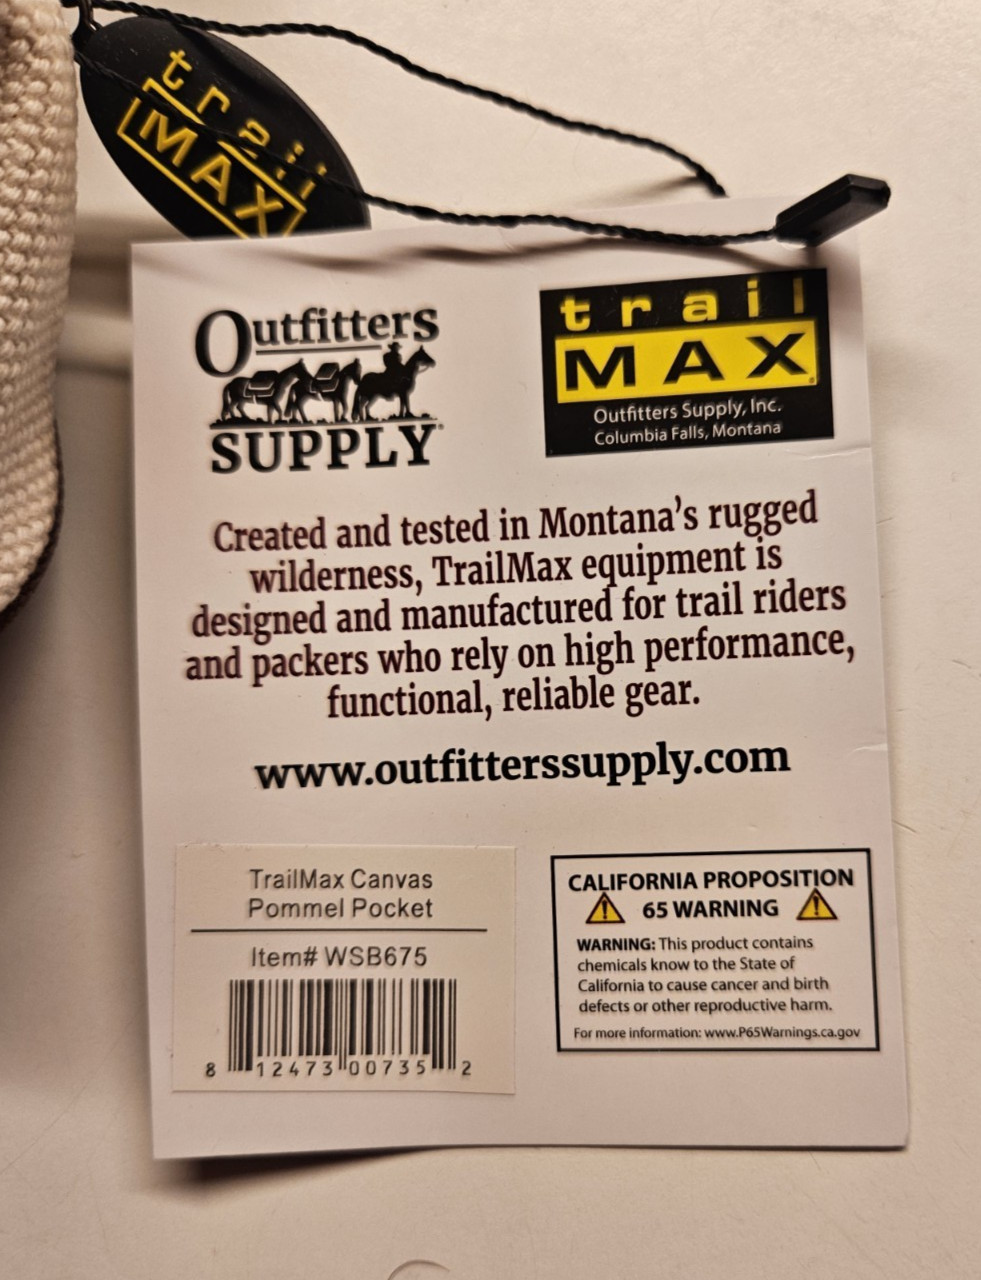 trail
MAX
Outfitters
SUPPLY
trail
MAX
Outfitters Supply, Inc.
Columbia Falls, Montana
Created and tested in Montana's rugged
wilderness, TrailMax equipment is
designed and manufactured for trail riders
and packers who rely on high performance,
functional, reliable gear.
www.outfitterssupply.com
TrailMax Canvas
Pommel Pocket
Item# WSB675
8 12473 00735 2
CALIFORNIA PROPOSITION
65 WARNING
WARNING: This product contains
chemicals know to the State of
California to cause cancer and birth
defects or other reproductive harm.
For more information: www.P65Warnings.ca.gov